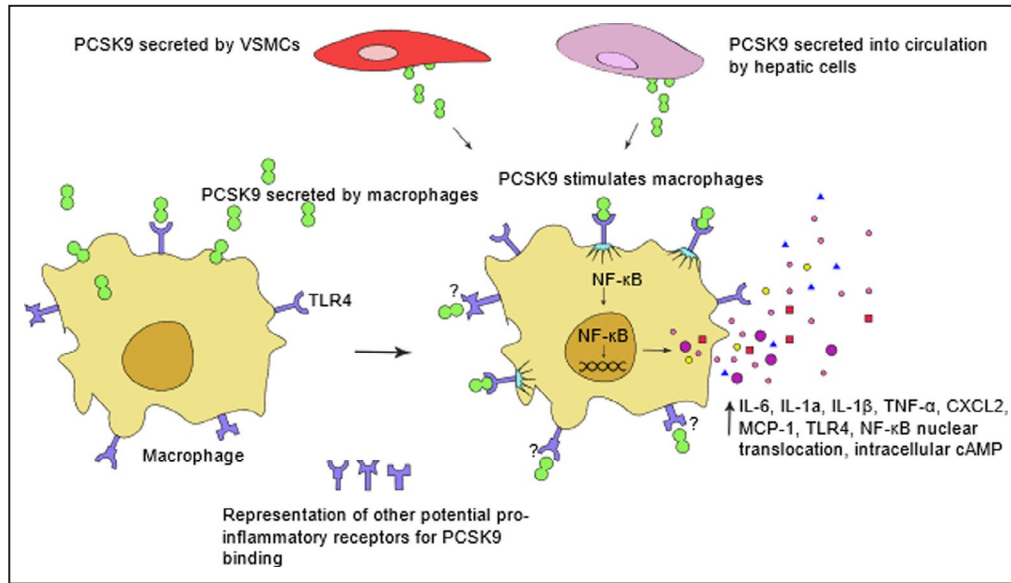 PCSK9 secreted by VSMCs
PCSK9 secreted into circulation
by hepatic cells
PCSK9 secreted by macrophages
PCSK9 stimulates macrophages
TLR4
?
NF-κB
NF-κB
?
?
Macrophage
IL-6, IL-1a, IL-1β, TNF-α, CXCL2,
MCP-1, TLR4, NF-κB nuclear
translocation, intracellular cAMP
Representation of other potential pro-
inflammatory receptors for PCSK9
binding